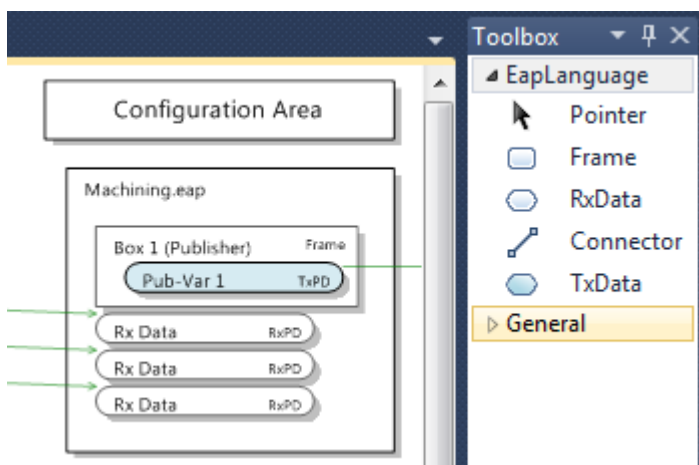 Configuration Area
Machining.eap
Box 1 (Publisher) Frame
Pub-Var 1 TxPD
Rx Data RxPD
Rx Data RxPD
Rx Data RxPD
Toolbox
EapLanguage
Pointer
Frame
RxData
Connector
TxData
General